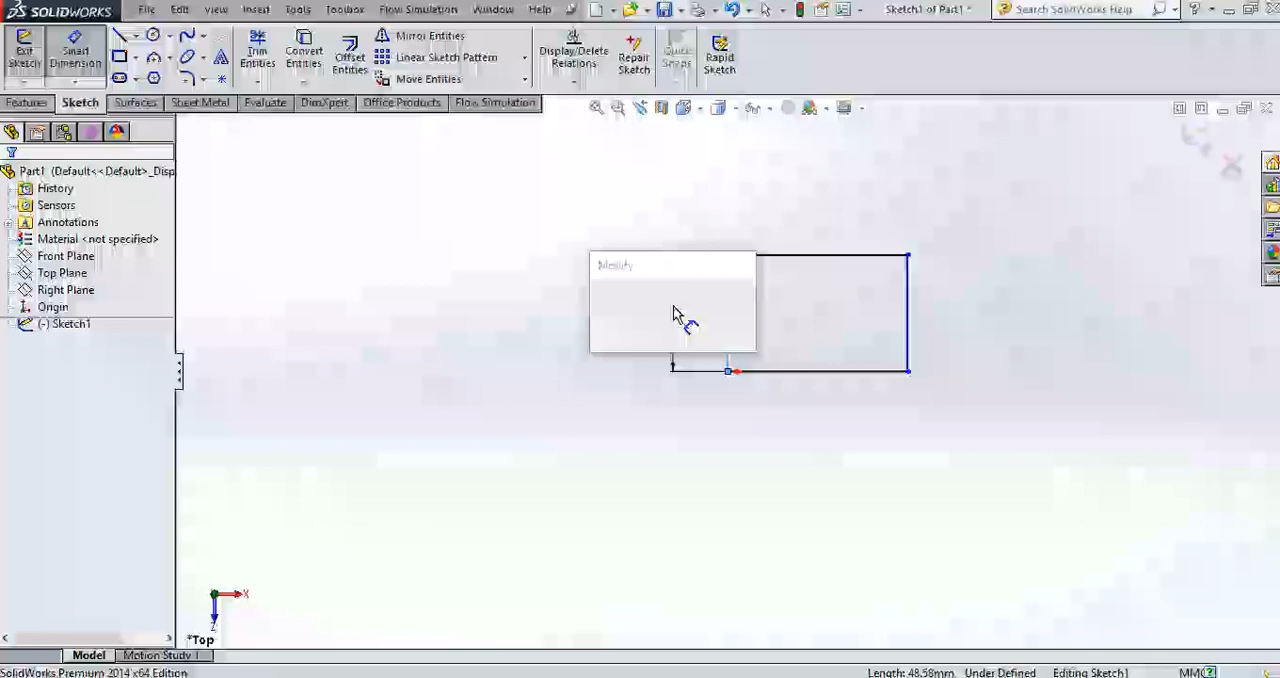 SOLIDWORKS File Edit View Insert Tools Toolbox Flow Simulation Window Help Sketch1 of Part1 * Search SolidWorks Help
Exit Sketch
Smart Dimension
Trim Entities
Convert Entities
Offset Entities
Mirror Entities
Linear Sketch Pattern
Move Entities
Display/Delete Relations
Repair Sketch
Quick Snaps
Rapid Sketch
Features Sketch Surfaces Sheet Metal Evaluate DimXpert Office Products Flow Simulation
Part1 (Default<<Default>_Disp
History
Sensors
Annotations
Material <not specified>
Front Plane
Top Plane
Right Plane
Origin
(-) Sketch1
Modify
X
Z
*Top
Model Motion Study 1
SolidWorks Premium 2014 x64 Edition Length: 48.58mm Under Defined Editing Sketch1 MMG